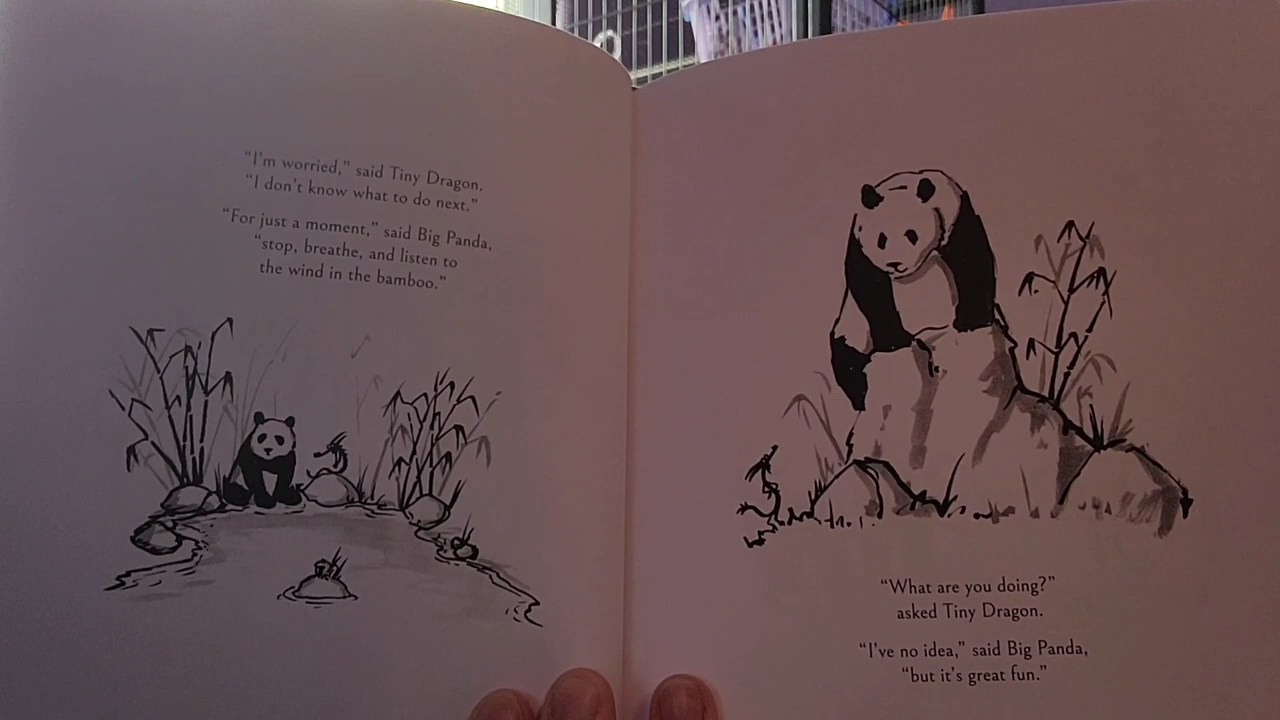 “I’m worried,” said Tiny Dragon.
“I don’t know what to do next.”
“For just a moment,” said Big Panda,
“stop, breathe, and listen to
the wind in the bamboo.”
“What are you doing?”
asked Tiny Dragon.
“I’ve no idea,” said Big Panda,
“but it’s great fun.”